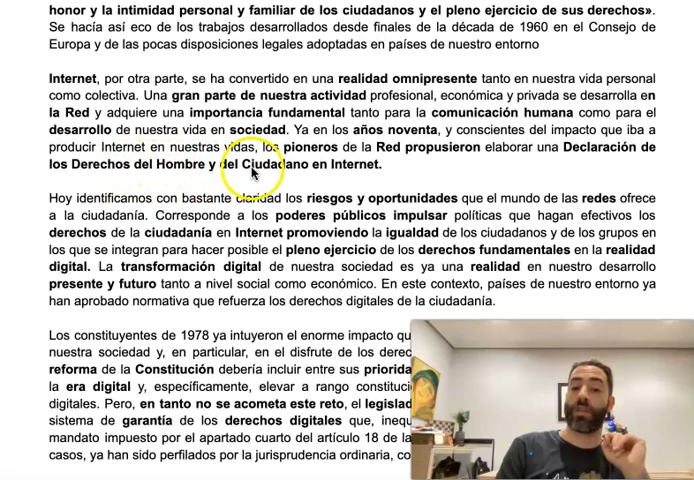 honor y la intimidad personal y familiar de los ciudadanos y el pleno ejercicio de sus derechos».
Se hacía así eco de los trabajos desarrollados desde finales de la década de 1960 en el Consejo de
Europa y de las pocas disposiciones legales adoptadas en países de nuestro entorno
Internet, por otra parte, se ha convertido en una realidad omnipresente tanto en nuestra vida personal
como colectiva. Una gran parte de nuestra actividad profesional, económica y privada se desarrolla en
la Red y adquiere una importancia fundamental tanto para la comunicación humana como para el
desarrollo de nuestra vida en sociedad. Ya en los años noventa, y conscientes del impacto que iba a
producir Internet en nuestras vidas, los pioneros de la Red propusieron elaborar una Declaración de
los Derechos del Hombre y del Ciudadano en Internet.
Hoy identificamos con bastante claridad los riesgos y oportunidades que el mundo de las redes ofrece
a la ciudadanía. Corresponde a los poderes públicos impulsar políticas que hagan efectivos los
derechos de la ciudadanía en Internet promoviendo la igualdad de los ciudadanos y de los grupos en
los que se integran para hacer posible el pleno ejercicio de los derechos fundamentales en la realidad
digital. La transformación digital de nuestra sociedad es ya una realidad en nuestro desarrollo
presente y futuro tanto a nivel social como económico. En este contexto, países de nuestro entorno ya
han aprobado normativa que refuerza los derechos digitales de la ciudadanía.
Los constituyentes de 1978 ya intuyeron el enorme impacto qu
nuestra sociedad y, en particular, en el disfrute de los derec
reforma de la Constitución debería incluir entre sus priorida
la era digital y, específicamente, elevar a rango constituci
digitales. Pero, en tanto no se acometa este reto, el legislad
sistema de garantía de los derechos digitales que, inequ
mandato impuesto por el apartado cuarto del artículo 18 de la
casos, ya han sido perfilados por la jurisprudencia ordinaria, co